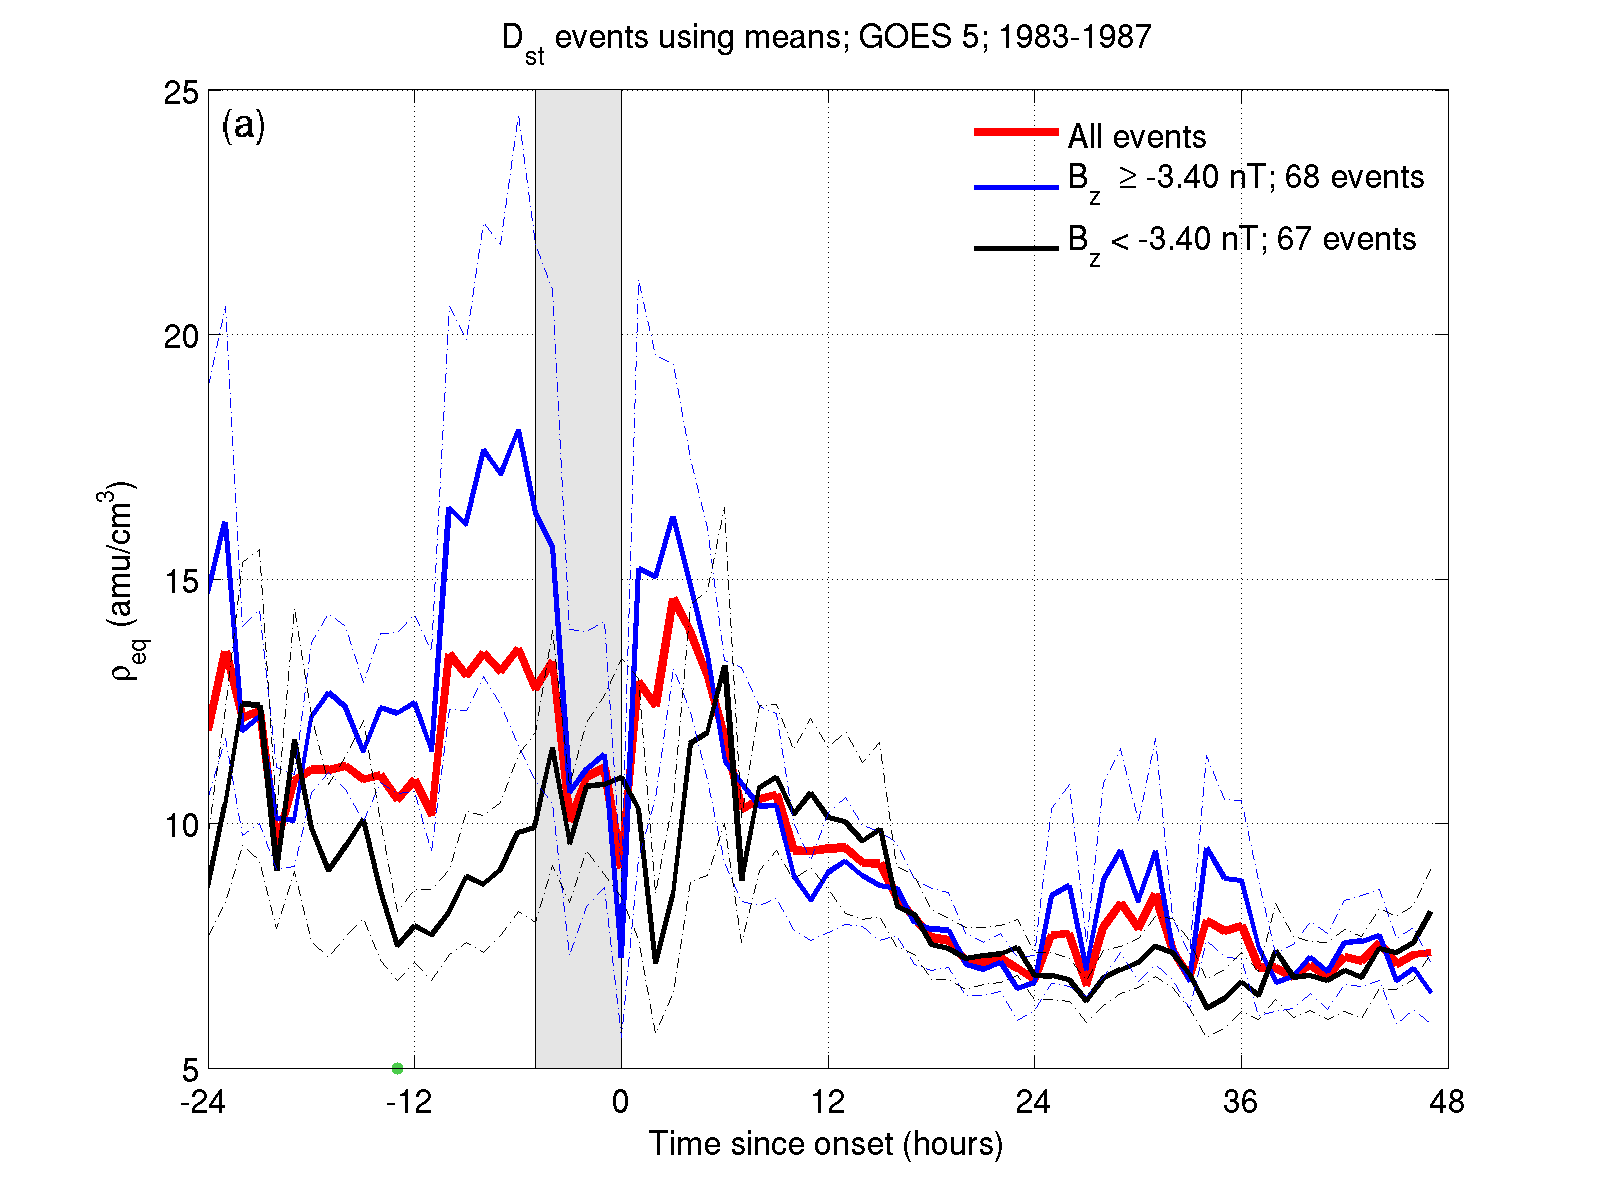 D_st events using means; GOES 5; 1983-1987
(a)
All events
B_z ≥ -3.40 nT; 68 events
B_z < -3.40 nT; 67 events
25
20
15
10
5
ρ_eq (amu/cm^3)
-24 -12 0 12 24 36 48
Time since onset (hours)